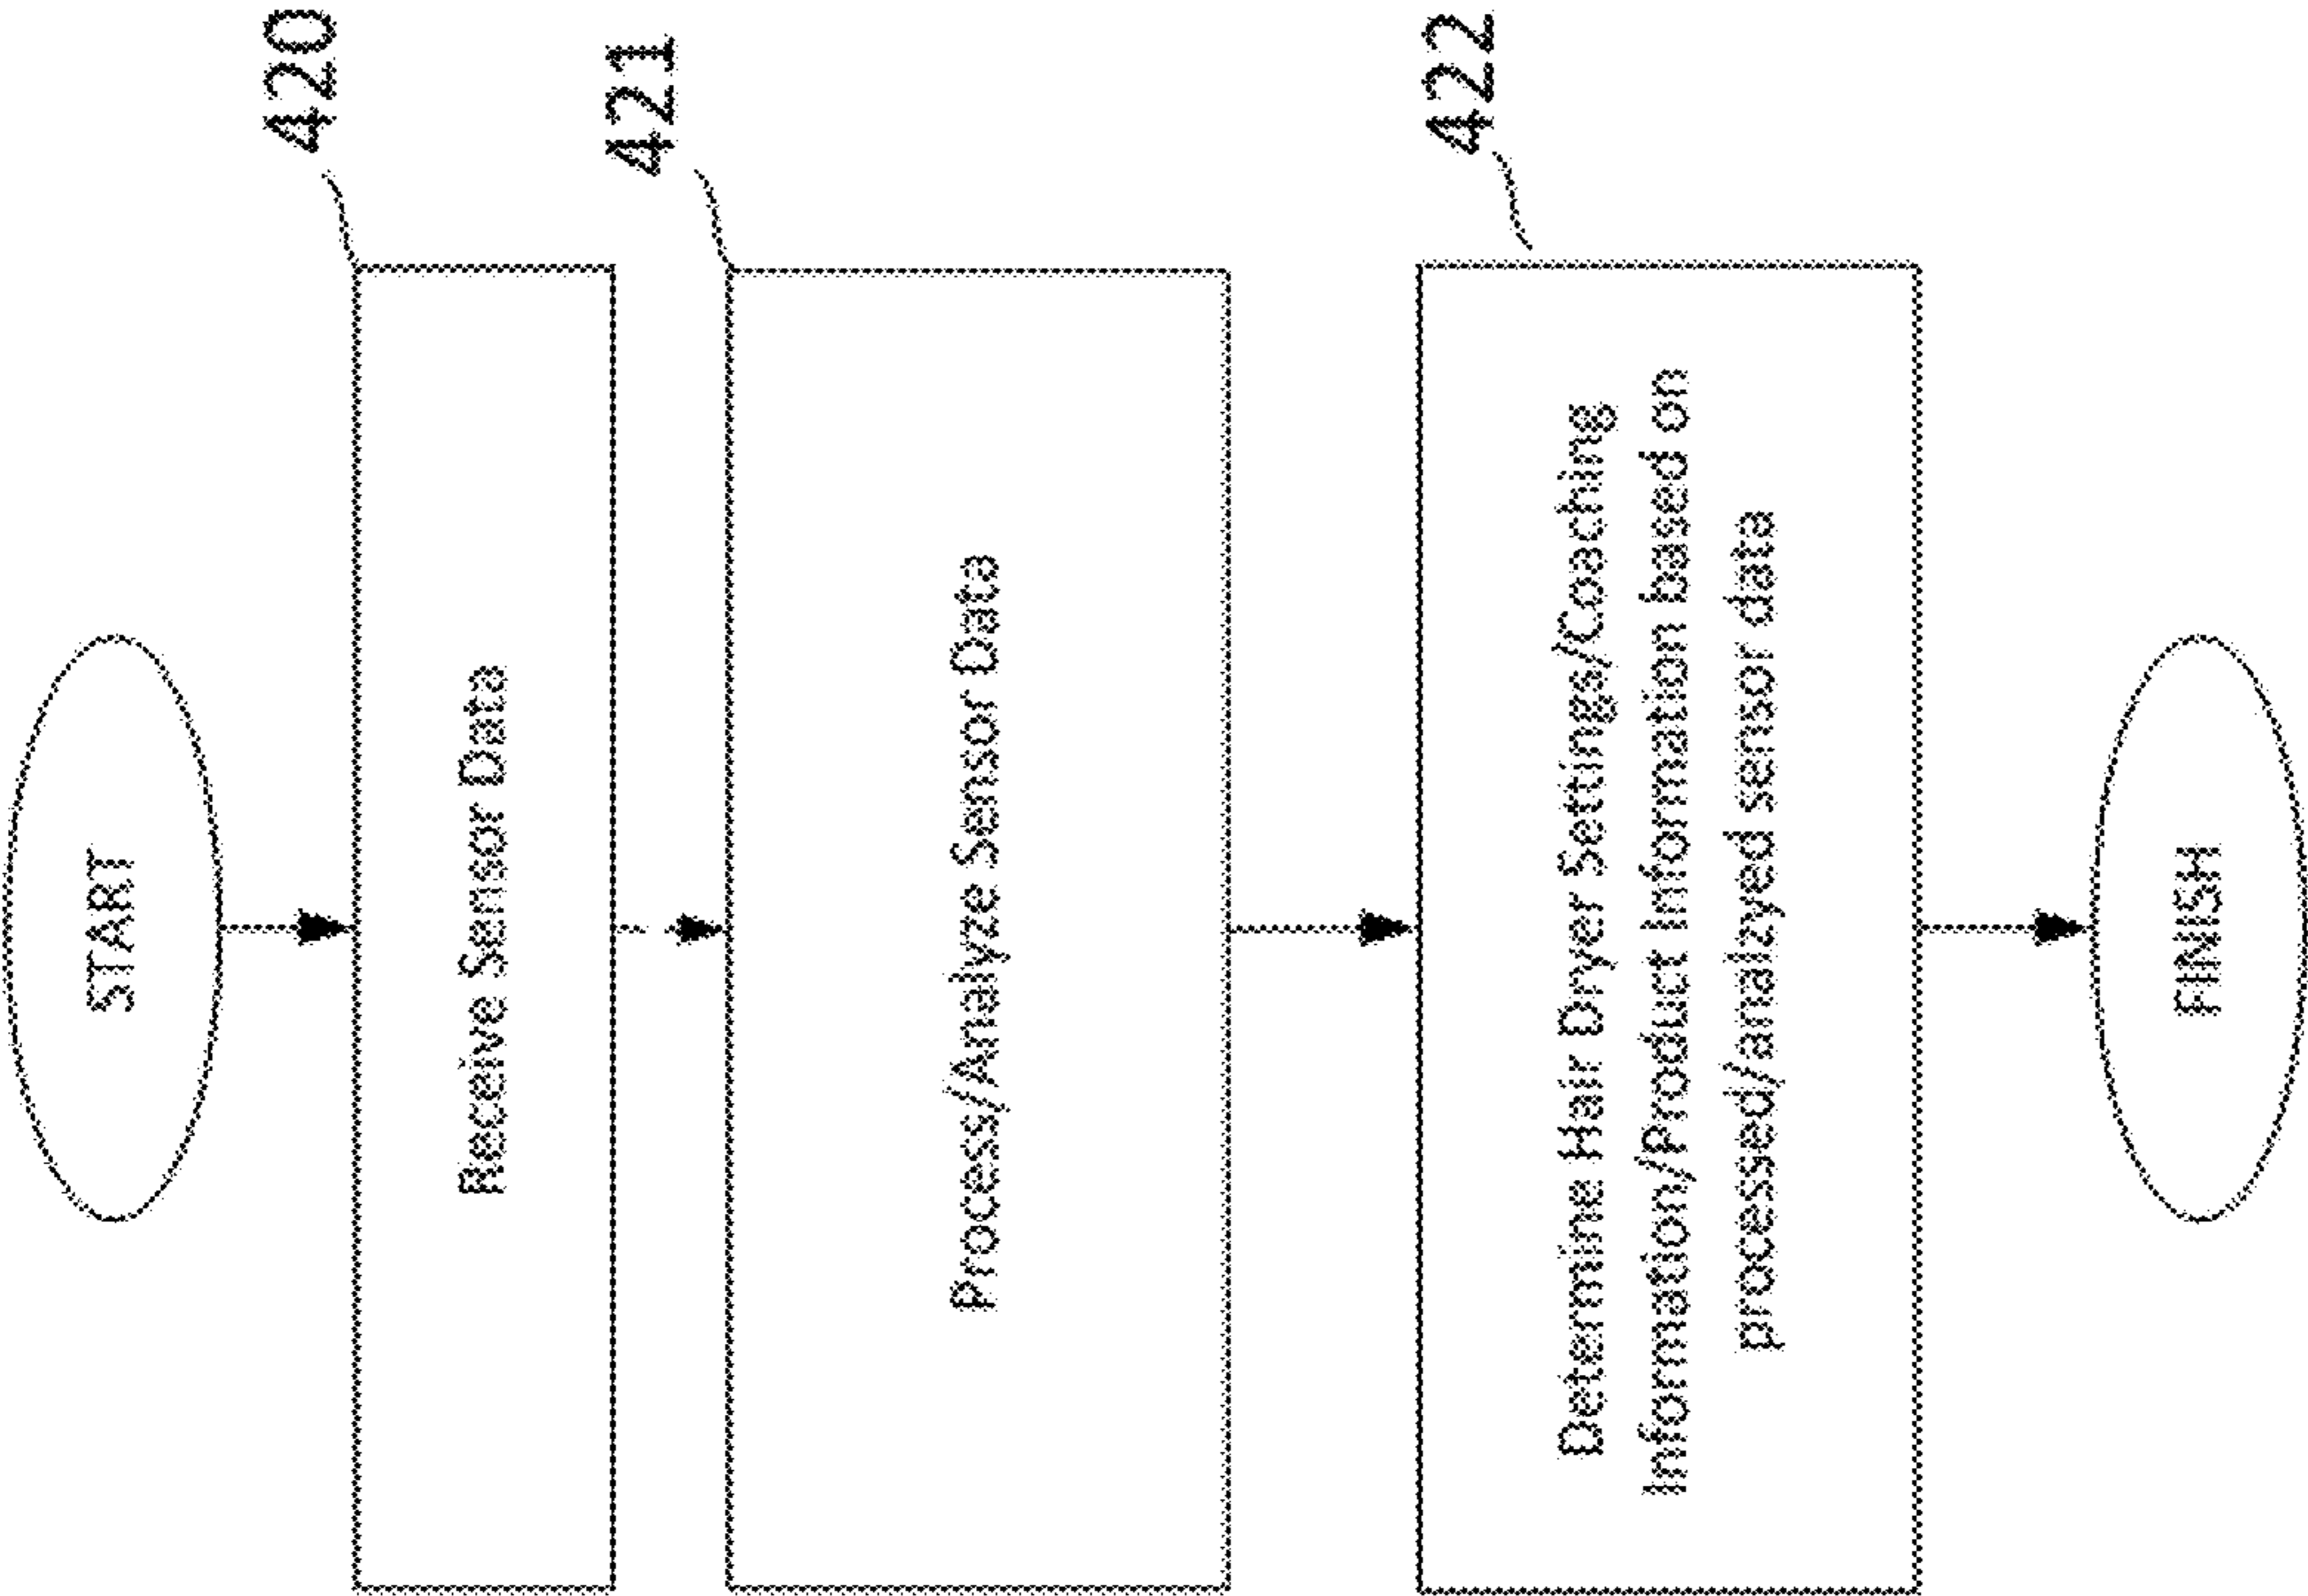 START
420
Receive Sensor Data
421
Process/Analyze Sensor Data
422
Determine Hair Dryer Settings/Coaching
Information/Product Information based on
processed/analzyed sensor data
FINISH